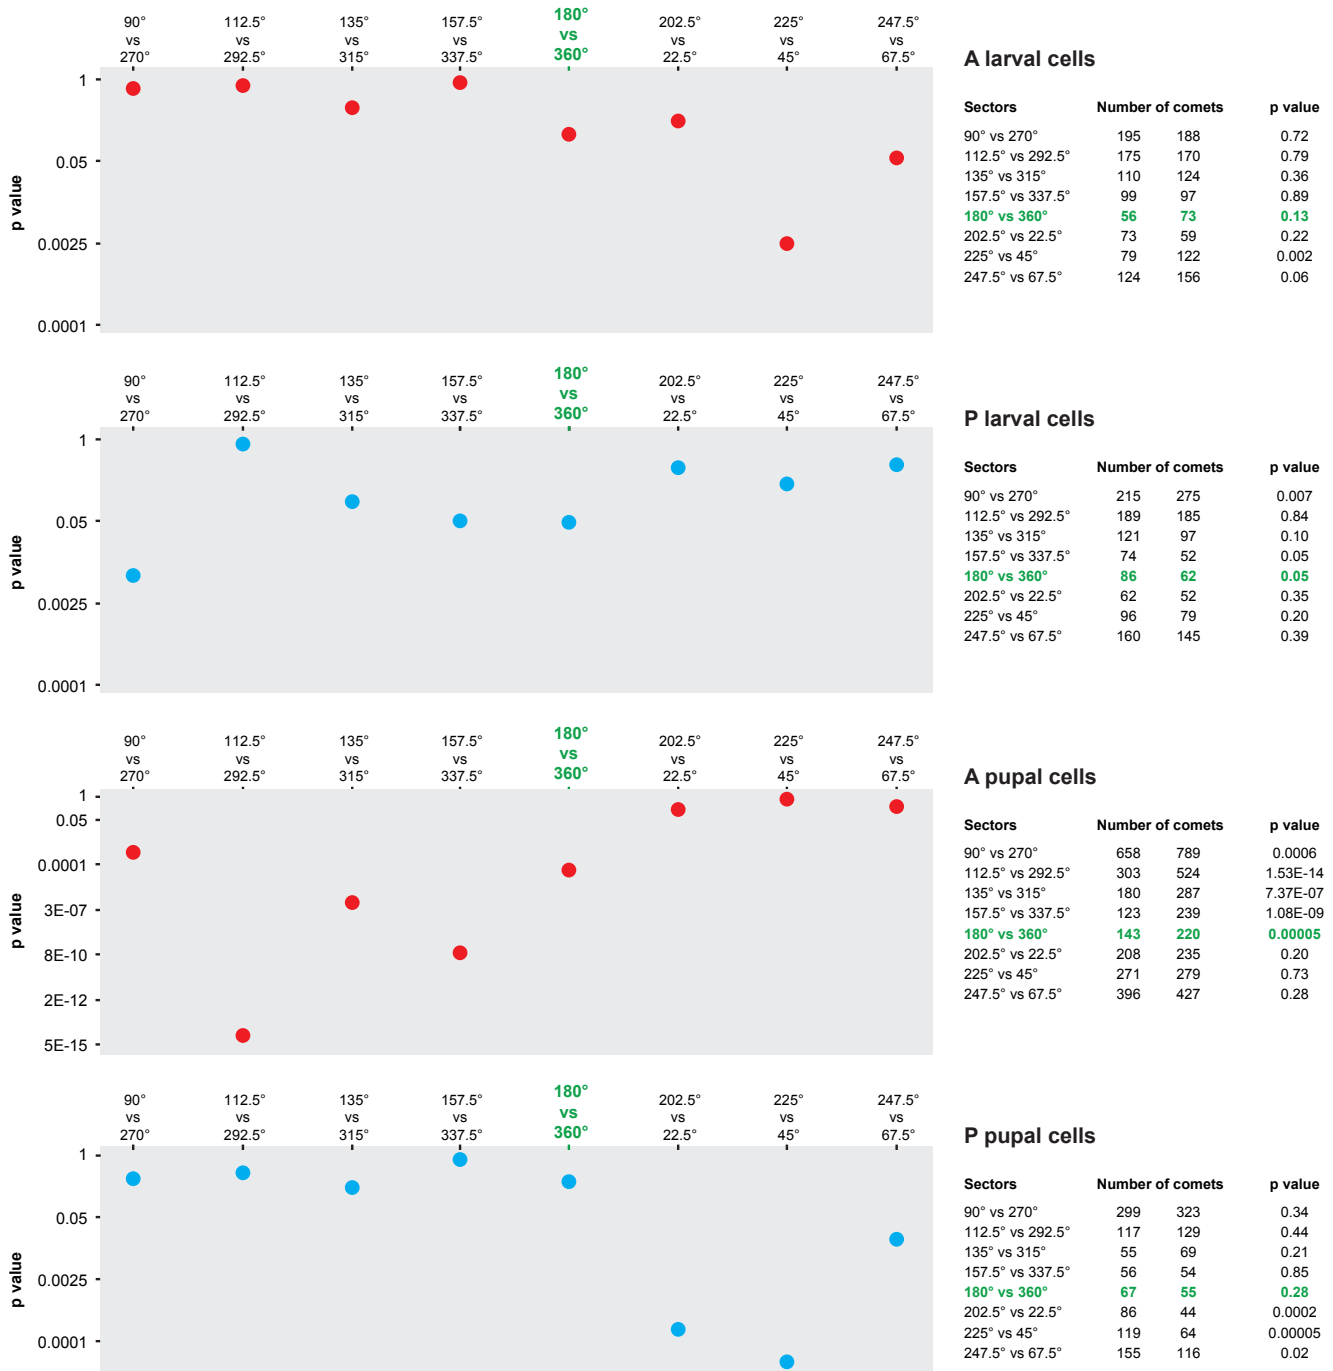 90° 112.5° 135° 157.5° 180° 202.5° 225° 247.5°
vs vs vs vs vs vs vs vs
270° 292.5° 315° 337.5° 360° 22.5° 45° 67.5°
1
0.05
0.0025
0.0001
p value
A larval cells
Sectors Number of comets p value
90° vs 270° 195 188 0.72
112.5° vs 292.5° 175 170 0.79
135° vs 315° 110 124 0.36
157.5° vs 337.5° 99 97 0.89
180° vs 360° 56 73 0.13
202.5° vs 22.5° 73 59 0.22
225° vs 45° 79 122 0.002
247.5° vs 67.5° 124 156 0.06
90° 112.5° 135° 157.5° 180° 202.5° 225° 247.5°
vs vs vs vs vs vs vs vs
270° 292.5° 315° 337.5° 360° 22.5° 45° 67.5°
1
0.05
0.0025
0.0001
p value
P larval cells
Sectors Number of comets p value
90° vs 270° 215 275 0.007
112.5° vs 292.5° 189 185 0.84
135° vs 315° 121 97 0.10
157.5° vs 337.5° 74 52 0.05
180° vs 360° 86 62 0.05
202.5° vs 22.5° 62 52 0.35
225° vs 45° 96 79 0.20
247.5° vs 67.5° 160 145 0.39
90° 112.5° 135° 157.5° 180° 202.5° 225° 247.5°
vs vs vs vs vs vs vs vs
270° 292.5° 315° 337.5° 360° 22.5° 45° 67.5°
1
0.05
0.0001
3E-07
8E-10
2E-12
5E-15
p value
A pupal cells
Sectors Number of comets p value
90° vs 270° 658 789 0.0006
112.5° vs 292.5° 303 524 1.53E-14
135° vs 315° 180 287 7.37E-07
157.5° vs 337.5° 123 239 1.08E-09
180° vs 360° 143 220 0.00005
202.5° vs 22.5° 208 235 0.20
225° vs 45° 271 279 0.73
247.5° vs 67.5° 396 427 0.28
90° 112.5° 135° 157.5° 180° 202.5° 225° 247.5°
vs vs vs vs vs vs vs vs
270° 292.5° 315° 337.5° 360° 22.5° 45° 67.5°
1
0.05
0.0025
0.0001
p value
P pupal cells
Sectors Number of comets p value
90° vs 270° 299 323 0.34
112.5° vs 292.5° 117 129 0.44
135° vs 315° 55 69 0.21
157.5° vs 337.5° 56 54 0.85
180° vs 360° 67 55 0.28
202.5° vs 22.5° 86 44 0.0002
225° vs 45° 119 64 0.00005
247.5° vs 67.5° 155 116 0.02